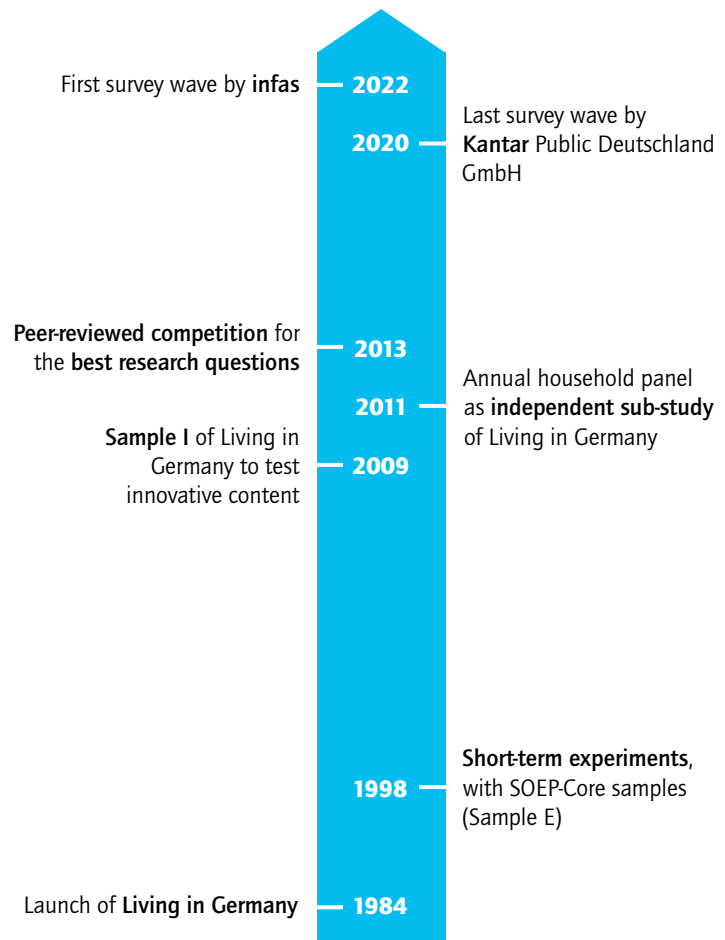 First survey wave by infas
2022
Last survey wave by
Kantar Public Deutschland
GmbH
2020
Peer-reviewed competition for
the best research questions
2013
Annual household panel
as independent sub-study
of Living in Germany
2011
Sample I of Living in
Germany to test
innovative content
2009
Short-term experiments,
with SOEP-Core samples
(Sample E)
1998
Launch of Living in Germany
1984